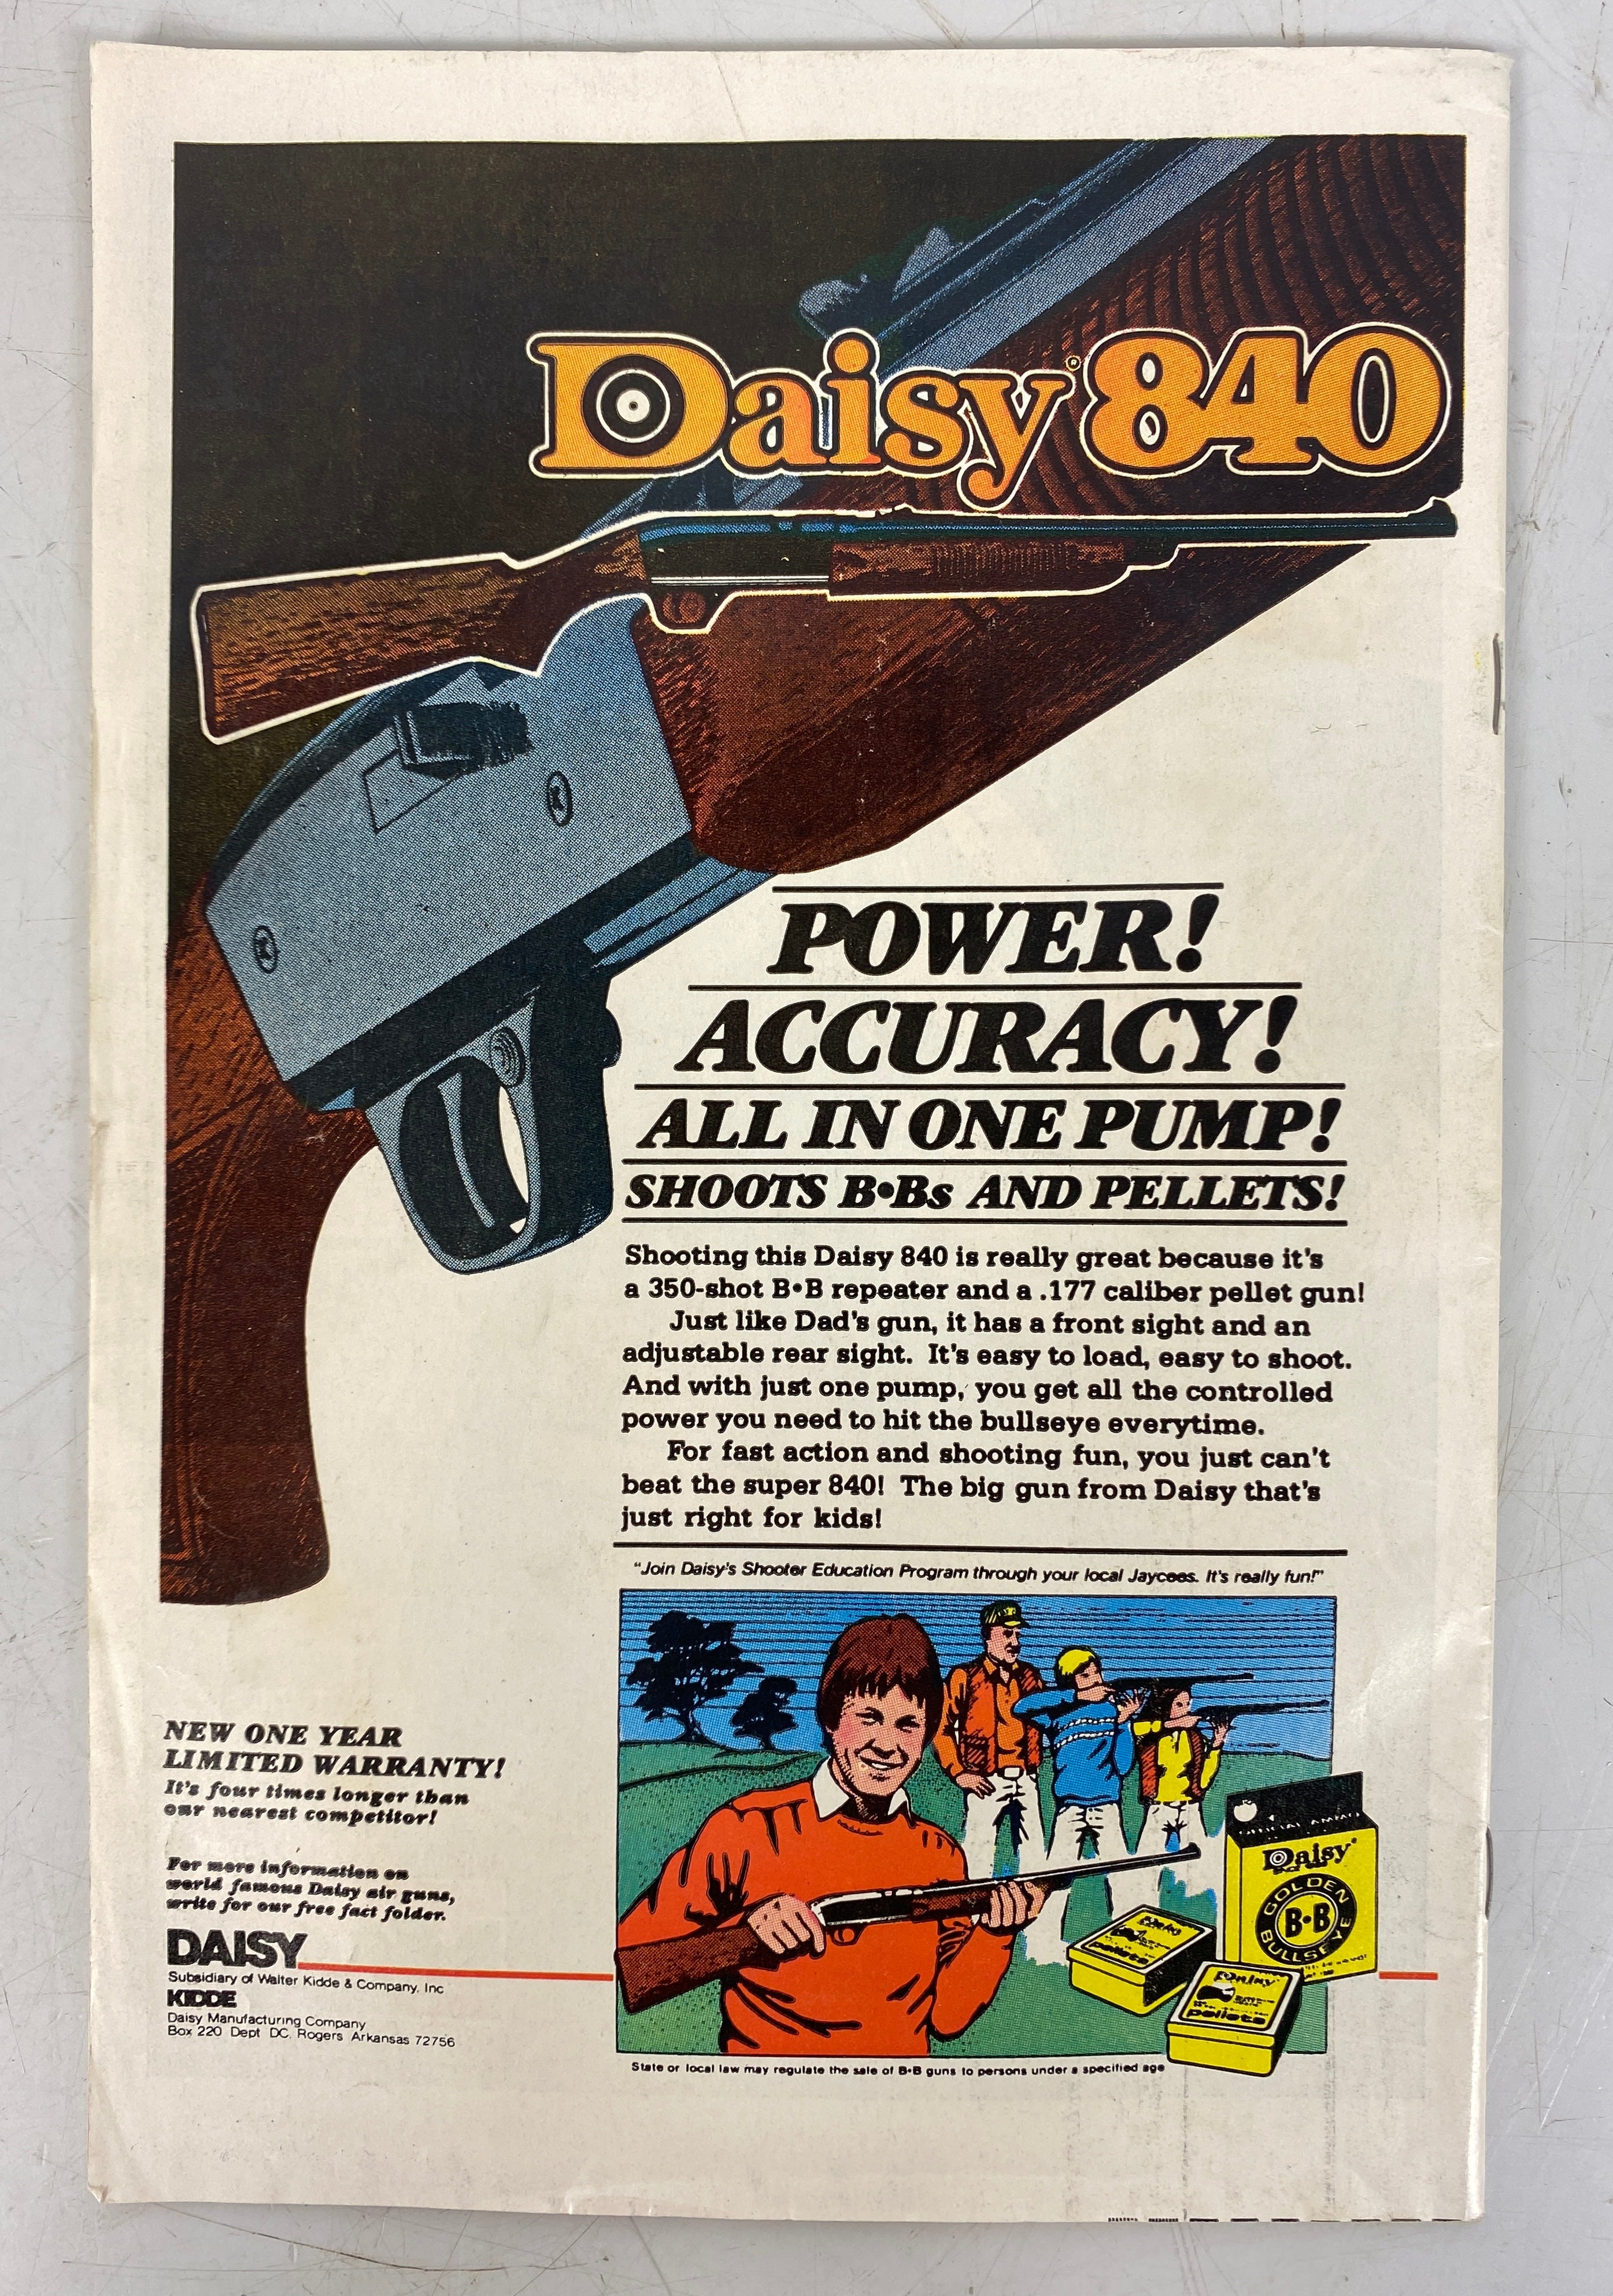 Daisy® 840
POWER!
ACCURACY!
ALL IN ONE PUMP!
SHOOTS B•Bs AND PELLETS!
Shooting this Daisy 840 is really great because it's
a 350-shot B•B repeater and a .177 caliber pellet gun!
Just like Dad's gun, it has a front sight and an
adjustable rear sight. It's easy to load, easy to shoot.
And with just one pump, you get all the controlled
power you need to hit the bullseye everytime.
For fast action and shooting fun, you just can't
beat the super 840! The big gun from Daisy that's
just right for kids!
"Join Daisy's Shooter Education Program through your local Jaycees. It's really fun!"
NEW ONE YEAR
LIMITED WARRANTY!
It's four times longer than
our nearest competitor!
For more information on
world famous Daisy air guns,
write for our free fact folder.
DAISY
Subsidiary of Walter Kidde & Company, Inc
KIDDE
Daisy Manufacturing Company
Box 220 Dept DC, Rogers Arkansas 72756
OFFICIAL AMMO
Daisy
GOLDEN
B•B
BULLSEYE
pellets
Daisy
pellets
State or local law may regulate the sale of B•B guns to persons under a specified age